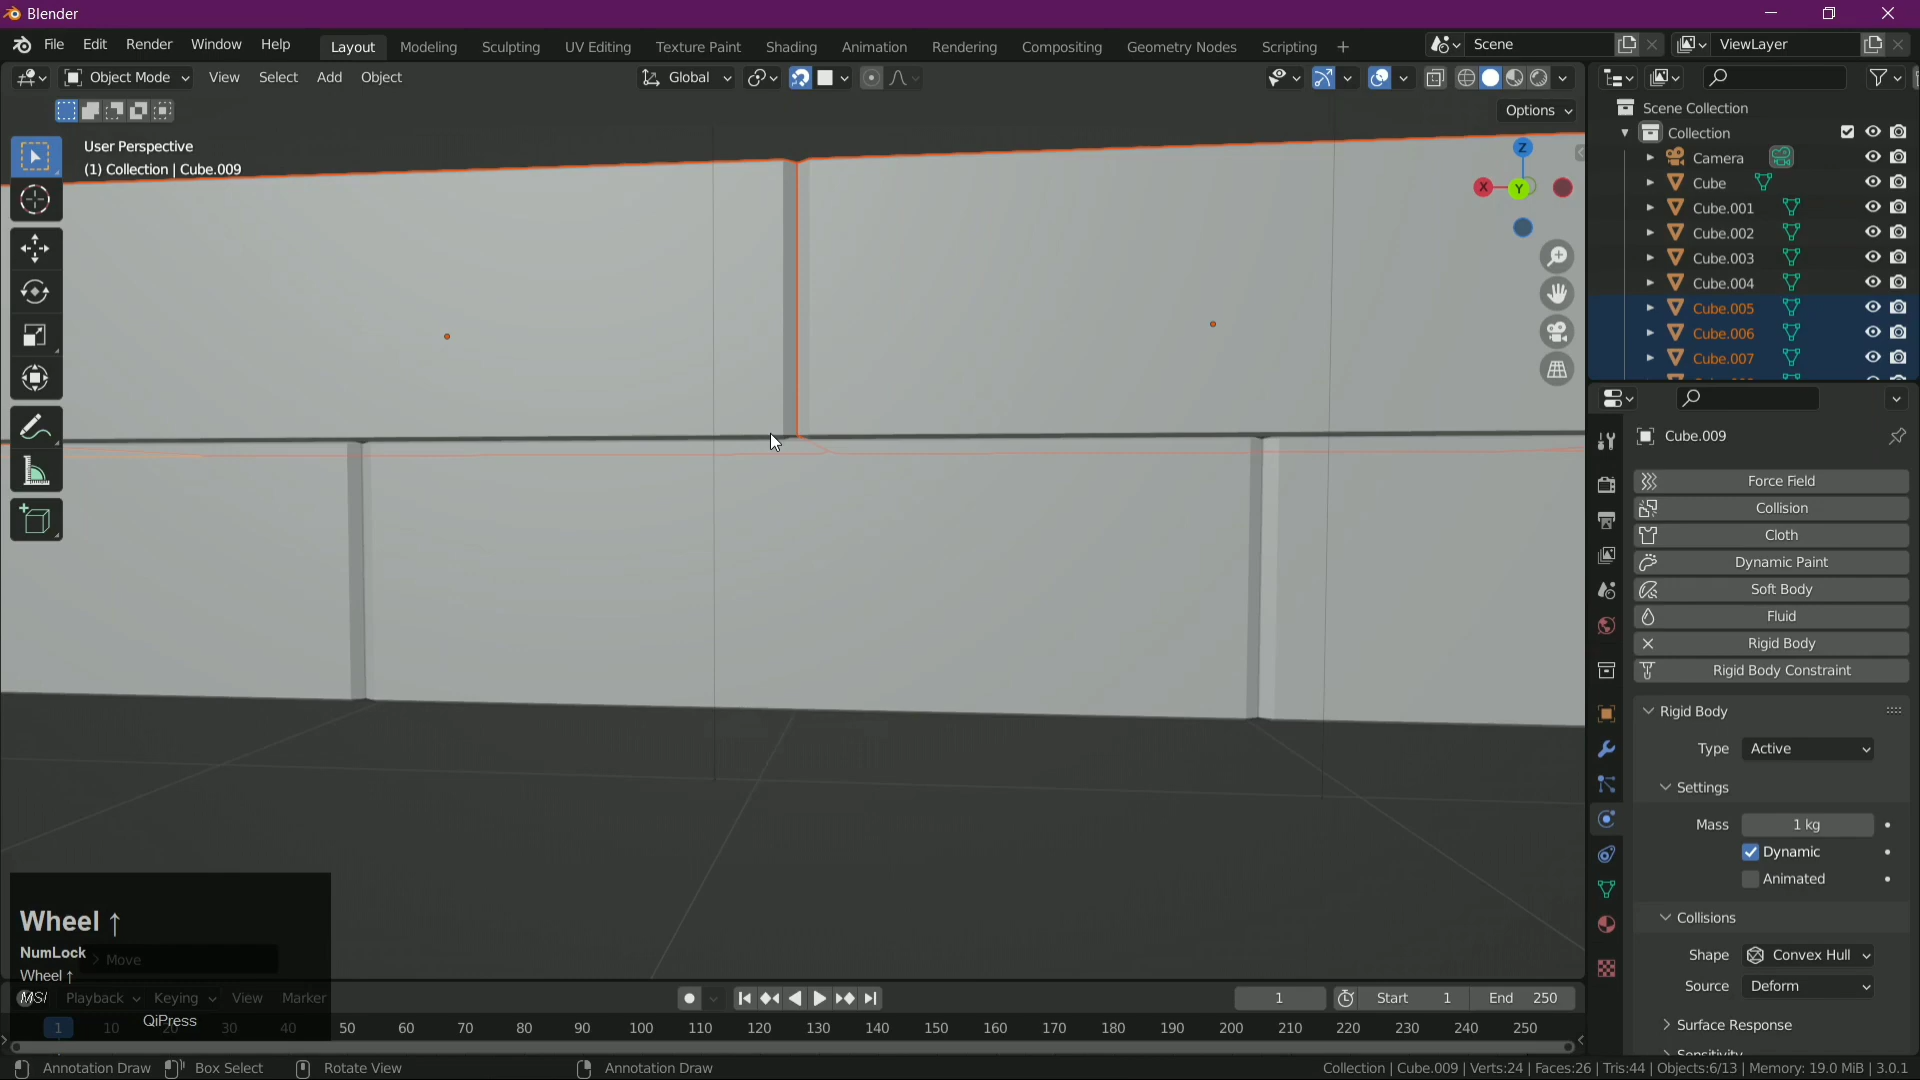 Blender
File Edit Render Window Help
Layout Modeling Sculpting UV Editing Texture Paint Shading Animation Rendering Compositing Geometry Nodes Scripting +
Scene
ViewLayer
Object Mode View Select Add Object
Global
Options
User Perspective
(1) Collection | Cube.009
Z
X
Y
Scene Collection
Collection
Camera
Cube
Cube.001
Cube.002
Cube.003
Cube.004
Cube.005
Cube.006
Cube.007
Cube.009
Force Field
Collision
Cloth
Dynamic Paint
Soft Body
Fluid
Rigid Body
Rigid Body Constraint
Rigid Body
Type Active
Settings
Mass 1 kg
Dynamic
Animated
Collisions
Shape Convex Hull
Source Deform
Surface Response
Wheel ↑
NumLock
Move
Wheel ↑
MSI
QiPress
Playback Keying View Marker
1
Start 1
End 250
1 10 20 30 40 50 60 70 80 90 100 110 120 130 140 150 160 170 180 190 200 210 220 230 240 250
Annotation Draw Box Select Rotate View Annotation Draw
Collection | Cube.009 | Verts:24 | Faces:26 | Tris:44 | Objects:6/13 | Memory: 19.0 MiB | 3.0.1